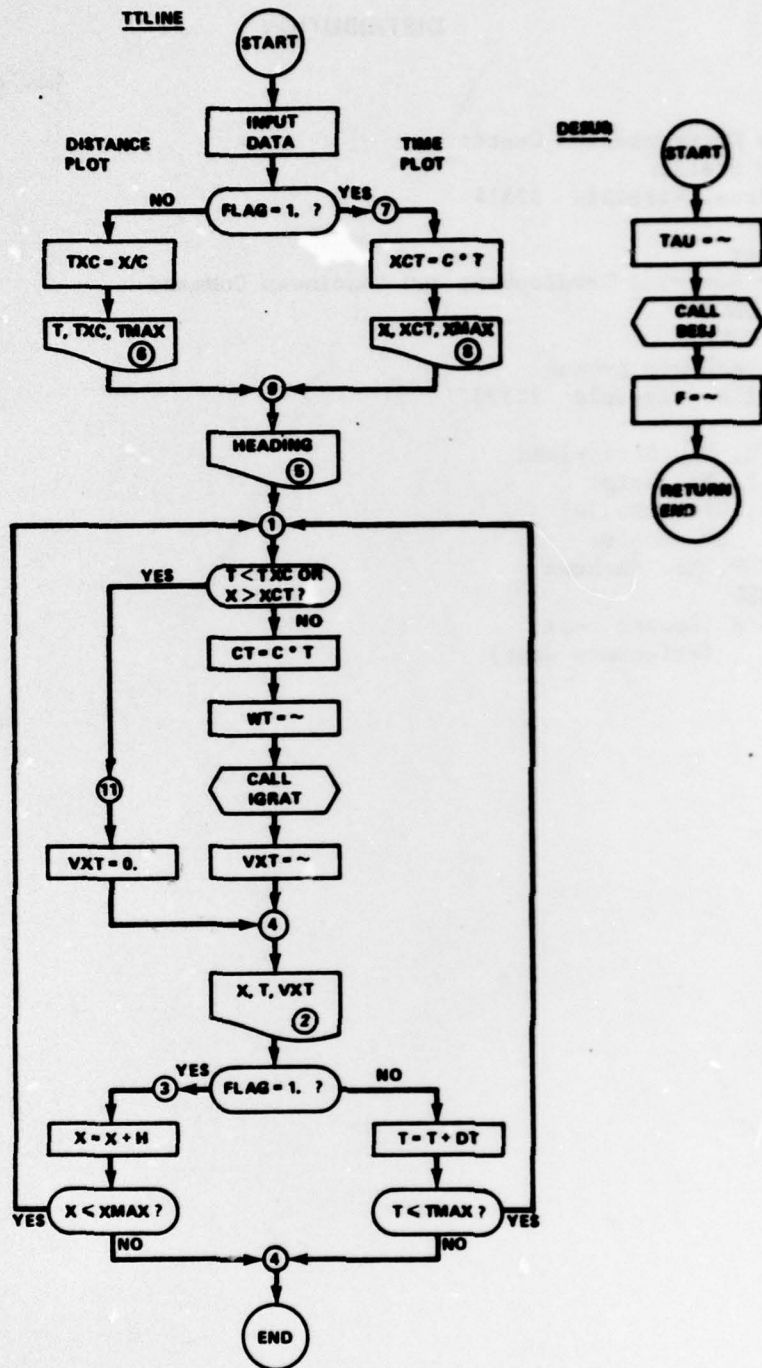 TTLINE
START
INPUT
DATA
DISTANCE
PLOT
TIME
PLOT
NO
FLAG = 1. ?
YES
7
TXC = X/C
XCT = C * T
T, TXC, TMAX
6
X, XCT, XMAX
8
9
HEADING
5
1
YES
T < TXC OR
X > XCT ?
NO
CT = C * T
WT = ~
CALL
IGRAT
11
VXT = 0.
VXT = ~
4
X, T, VXT
2
YES
3
FLAG = 1. ?
NO
X = X + H
T = T + DT
YES
X < XMAX ?
NO
T < TMAX ?
YES
NO
4
END
START
TAU = ~
CALL
BESJ
F = ~
RETURN
END